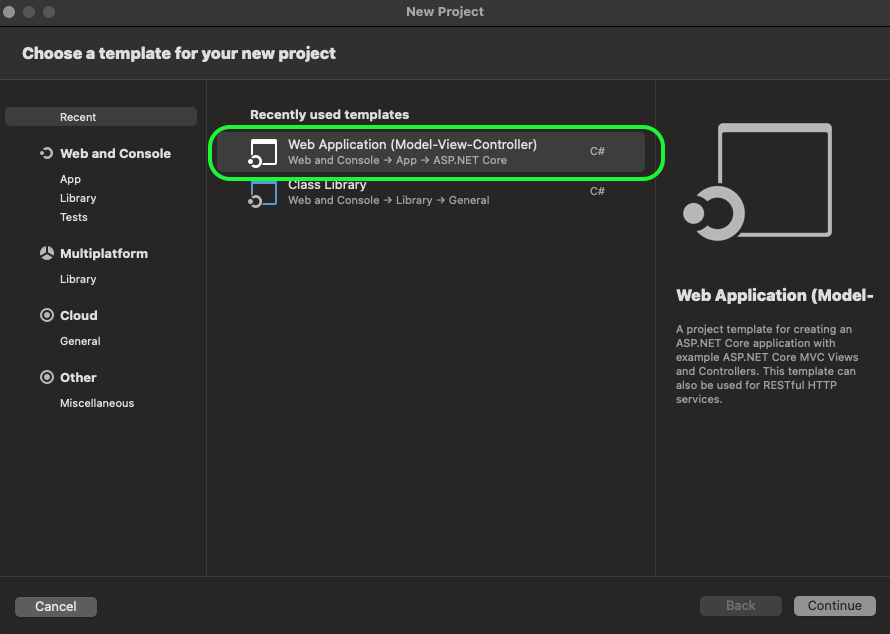 New Project
Choose a template for your new project
Recent
Web and Console
App
Library
Tests
Multiplatform
Library
Cloud
General
Other
Miscellaneous
Recently used templates
Web Application (Model-View-Controller)
Web and Console → App → ASP.NET Core
C#
Class Library
Web and Console → Library → General
C#
Web Application (Model-
A project template for creating an
ASP.NET Core application with
example ASP.NET Core MVC Views
and Controllers. This template can
also be used for RESTful HTTP
services.
Cancel
Back
Continue